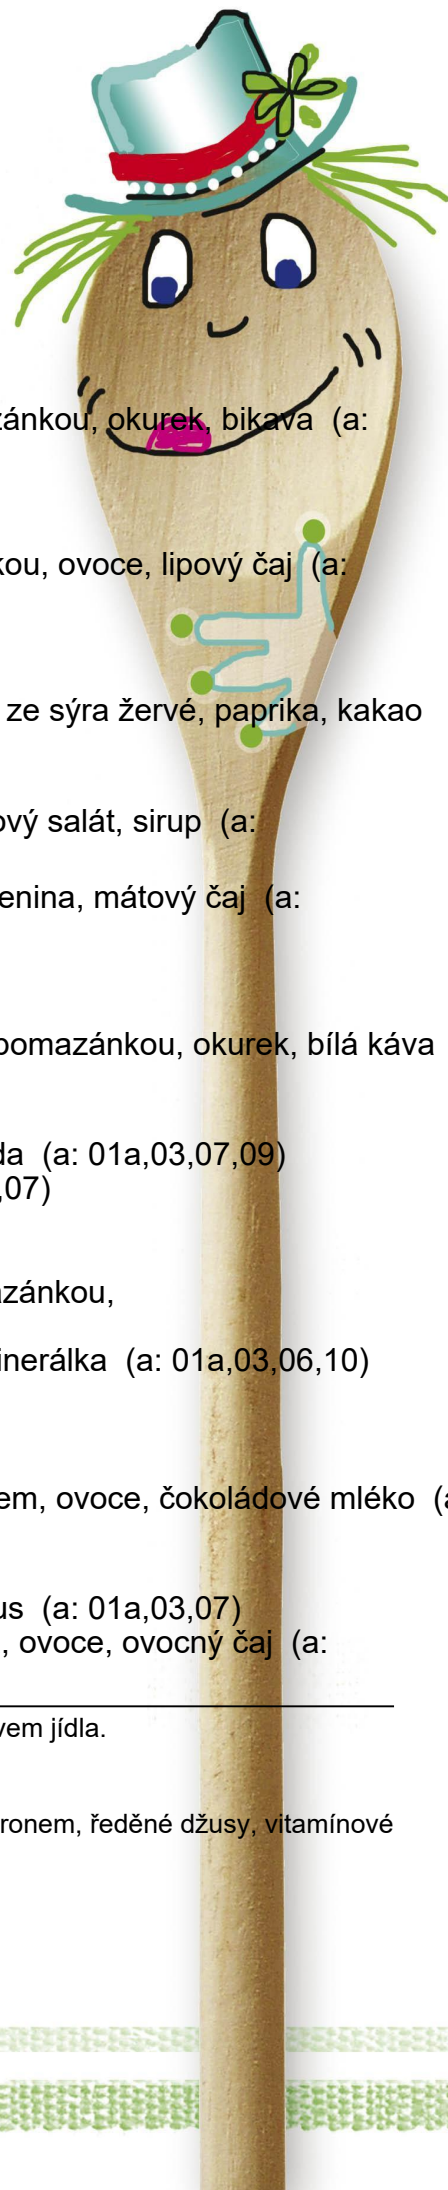 zánkou, okurek, bikava (a:
kou, ovoce, lipový čaj (a:
ze sýra žervé, paprika, kakao
ový salát, sirup (a:
enina, mátový čaj (a:
pomazánkou, okurek, bílá káva
da (a: 01a,03,07,09)
,07)
azánkou,
inerálka (a: 01a,03,06,10)
em, ovoce, čokoládové mléko (a
us (a: 01a,03,07)
, ovoce, ovocný čaj (a:
vem jídla.
ronem, ředěné džusy, vitamínové